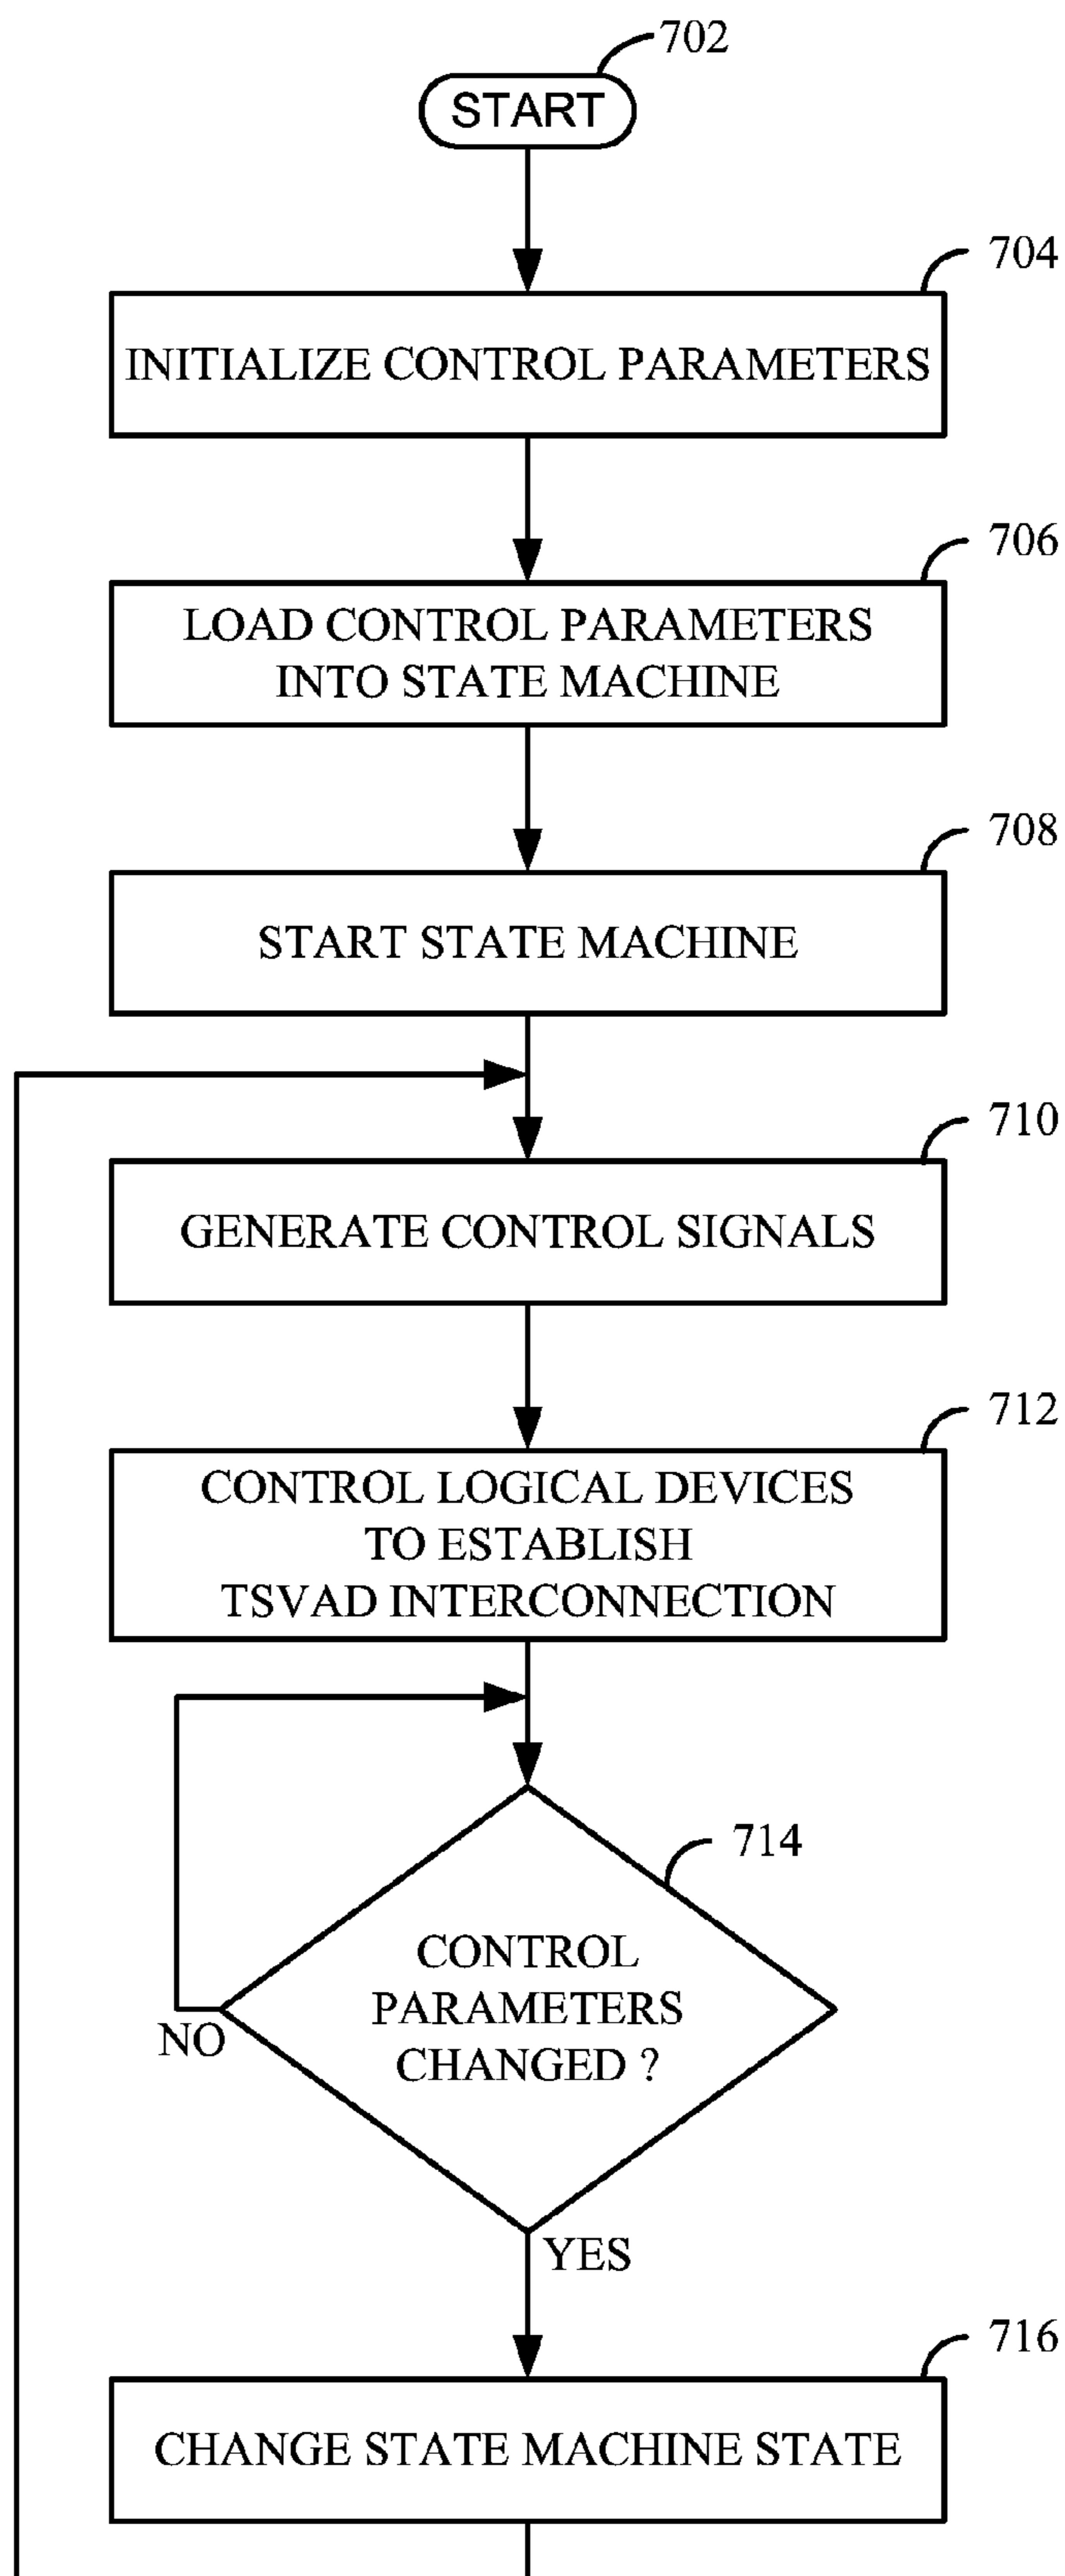 702
START
704
INITIALIZE CONTROL PARAMETERS
706
LOAD CONTROL PARAMETERS
INTO STATE MACHINE
708
START STATE MACHINE
710
GENERATE CONTROL SIGNALS
712
CONTROL LOGICAL DEVICES
TO ESTABLISH
TSVAD INTERCONNECTION
714
CONTROL
PARAMETERS
CHANGED ?
NO
YES
716
CHANGE STATE MACHINE STATE